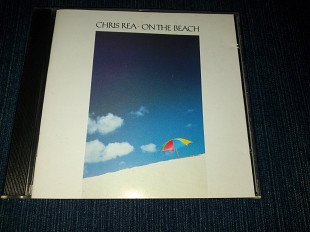 CHRIS REA · ON THE BEACH